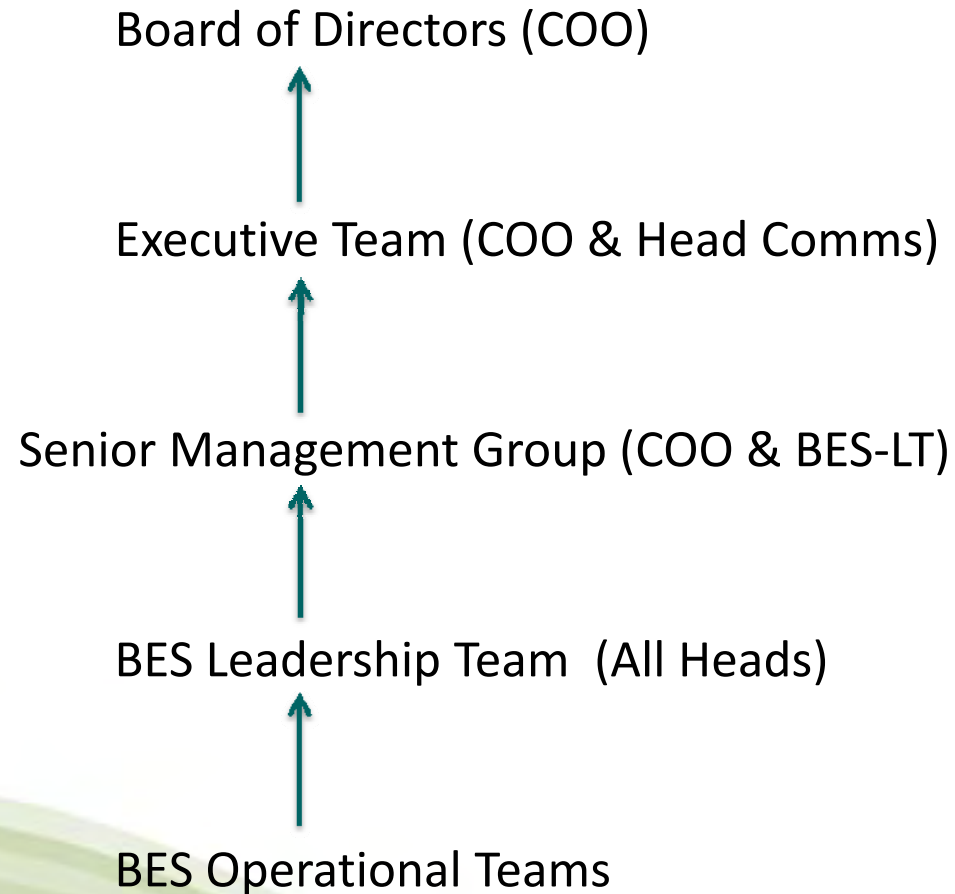 Board of Directors (COO)
Executive Team (COO & Head Comms)
Senior Management Group (COO & BES-LT)
BES Leadership Team  (All Heads)
BES Operational Teams